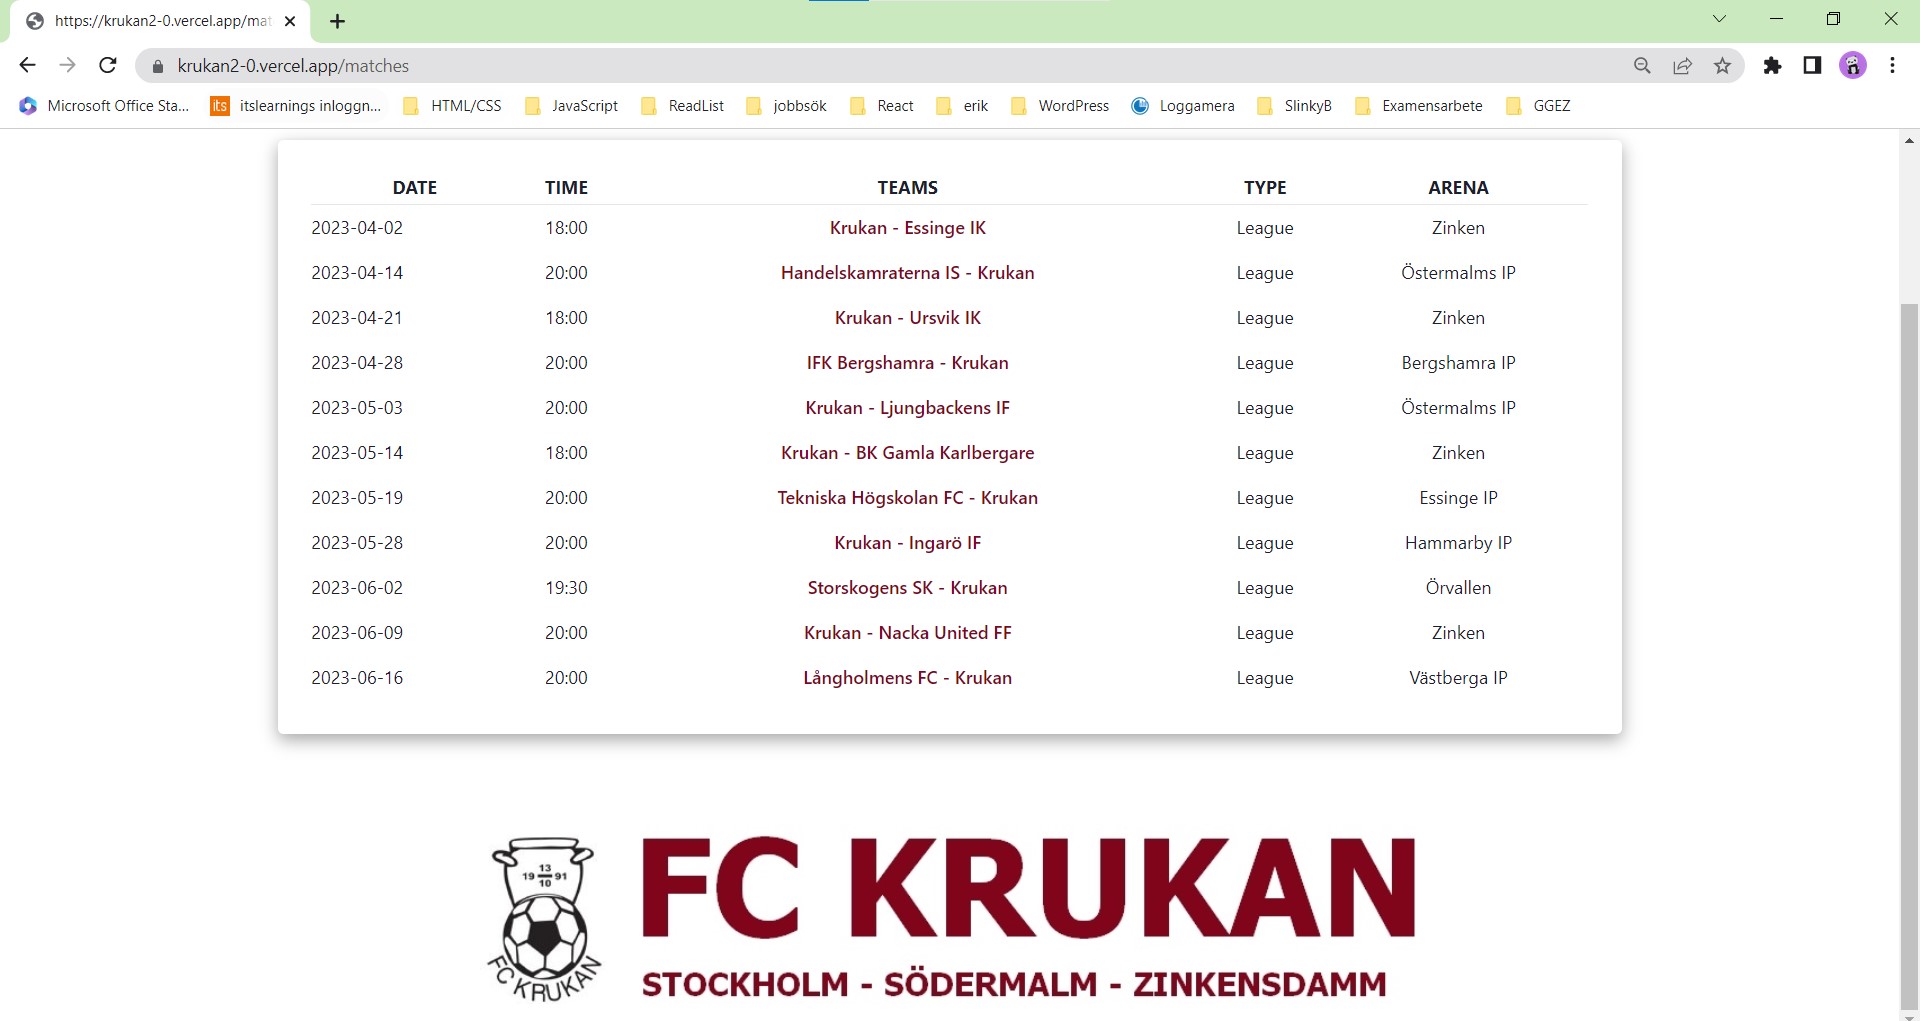 https://krukan2-0.vercel.app/mat
krukan2-0.vercel.app/matches
Microsoft Office Sta... its itslearnings inloggn... HTML/CSS JavaScript ReadList jobbsök React erik WordPress Loggamera SlinkyB Examensarbete GGEZ
DATE TIME TEAMS TYPE ARENA
2023-04-02 18:00 Krukan - Essinge IK League Zinken
2023-04-14 20:00 Handelskamraterna IS - Krukan League Östermalms IP
2023-04-21 18:00 Krukan - Ursvik IK League Zinken
2023-04-28 20:00 IFK Bergshamra - Krukan League Bergshamra IP
2023-05-03 20:00 Krukan - Ljungbackens IF League Östermalms IP
2023-05-14 18:00 Krukan - BK Gamla Karlbergare League Zinken
2023-05-19 20:00 Tekniska Högskolan FC - Krukan League Essinge IP
2023-05-28 20:00 Krukan - Ingarö IF League Hammarby IP
2023-06-02 19:30 Storskogens SK - Krukan League Örvallen
2023-06-09 20:00 Krukan - Nacka United FF League Zinken
2023-06-16 20:00 Långholmens FC - Krukan League Västberga IP
19 13/10 91
FC KRUKAN
FC KRUKAN
STOCKHOLM - SÖDERMALM - ZINKENSDAMM